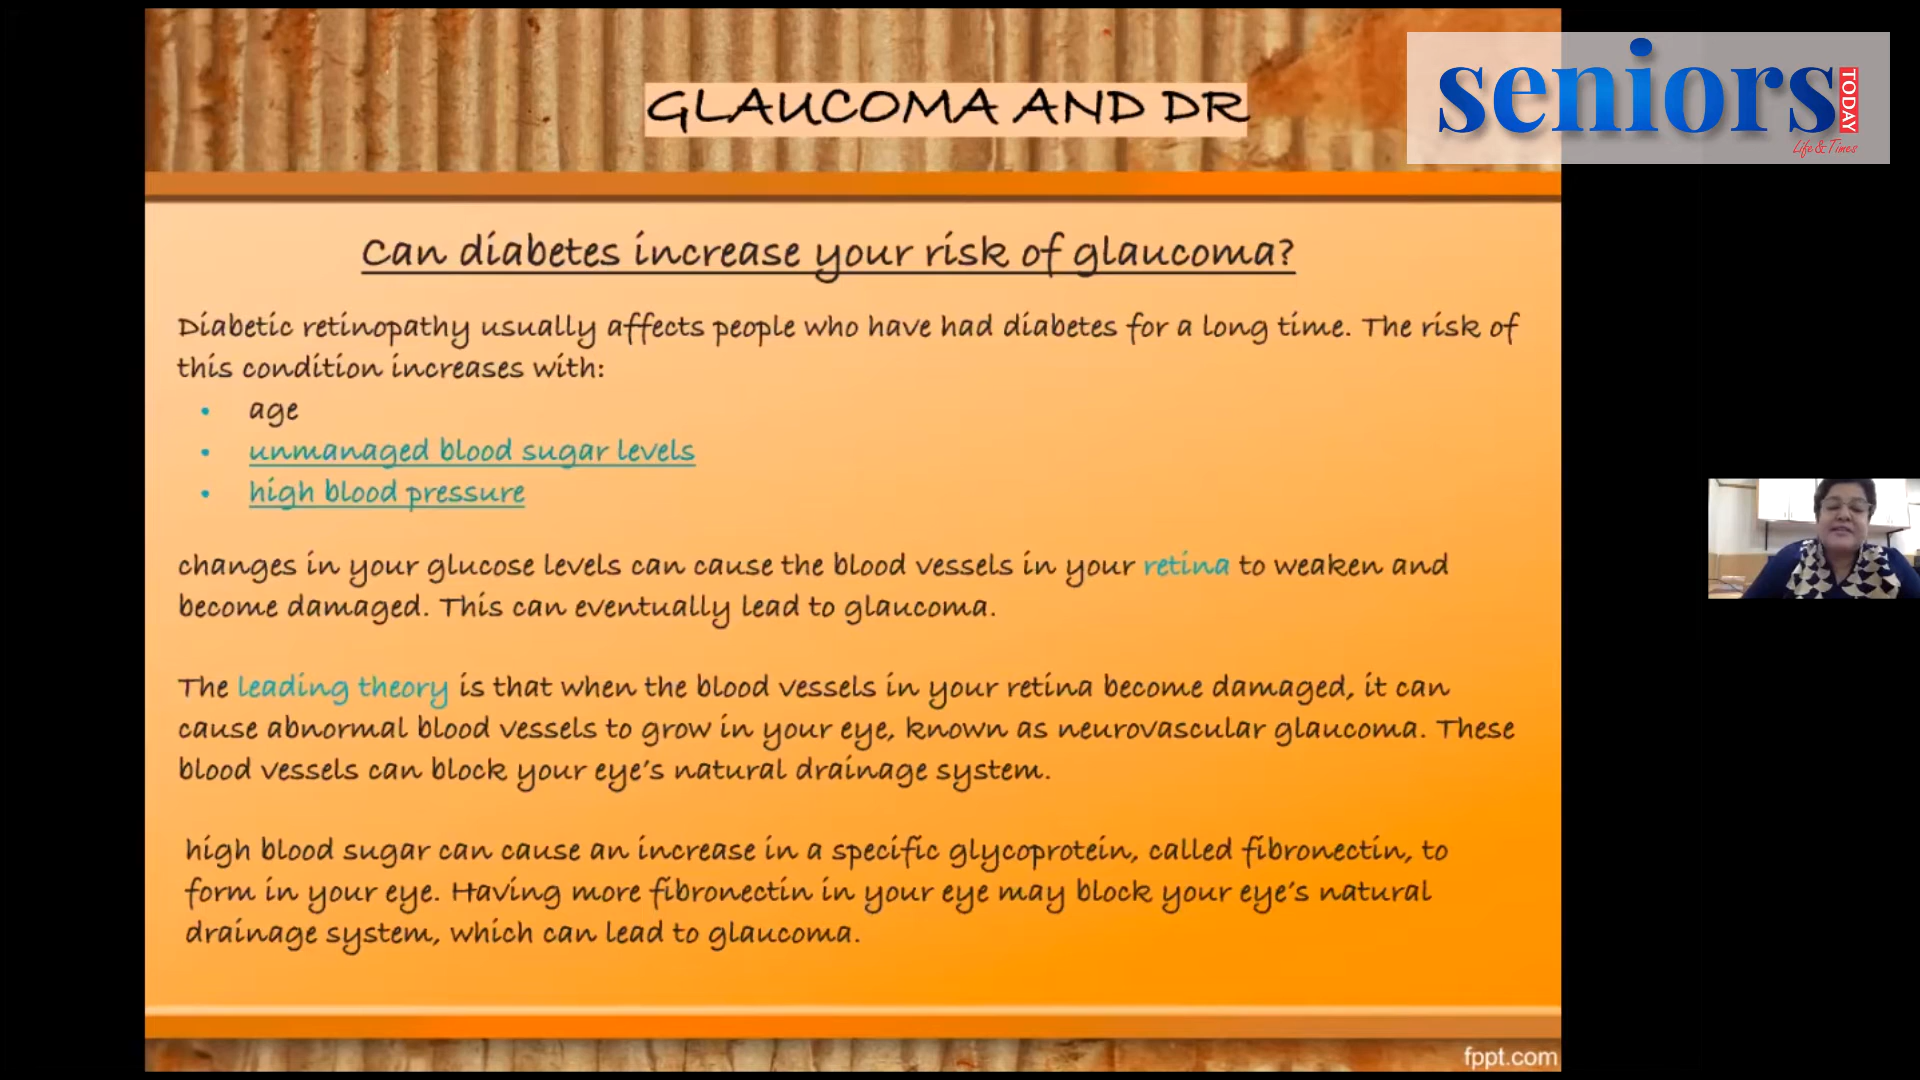 GLAUCOMA AND DR
seniors
TODAY
Life & Times
Can diabetes increase your risk of glaucoma?
Diabetic retinopathy usually affects people who have had diabetes for a long time. The risk of
this condition increases with:
• age
• unmanaged blood sugar levels
• high blood pressure
changes in your glucose levels can cause the blood vessels in your retina to weaken and
become damaged. This can eventually lead to glaucoma.
The leading theory is that when the blood vessels in your retina become damaged, it can
cause abnormal blood vessels to grow in your eye, known as neurovascular glaucoma. These
blood vessels can block your eye's natural drainage system.
high blood sugar can cause an increase in a specific glycoprotein, called fibronectin, to
form in your eye. Having more fibronectin in your eye may block your eye's natural
drainage system, which can lead to glaucoma.
fppt.com